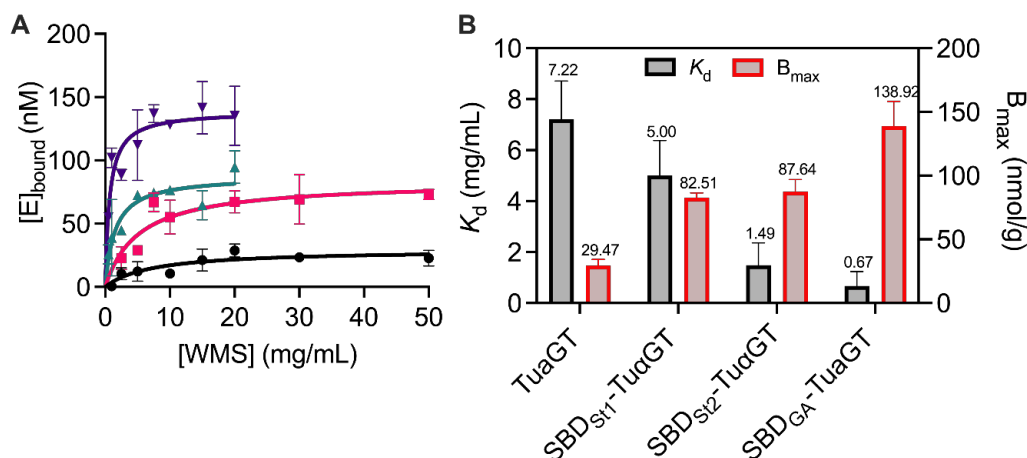 A
[E]bound (nM)
200
150
100
50
0
0 10 20 30 40 50
[WMS] (mg/mL)
B
Kd (mg/mL)
10
8
6
4
2
0
Kd Bmax
7.22
29.47
5.00
82.51
1.49
87.64
0.67
138.92
200
150
100
50
0
Bmax (nmol/g)
TuaGT
SBDSt1-TuαGT
SBDSt2-TuαGT
SBDGA-TuaGT